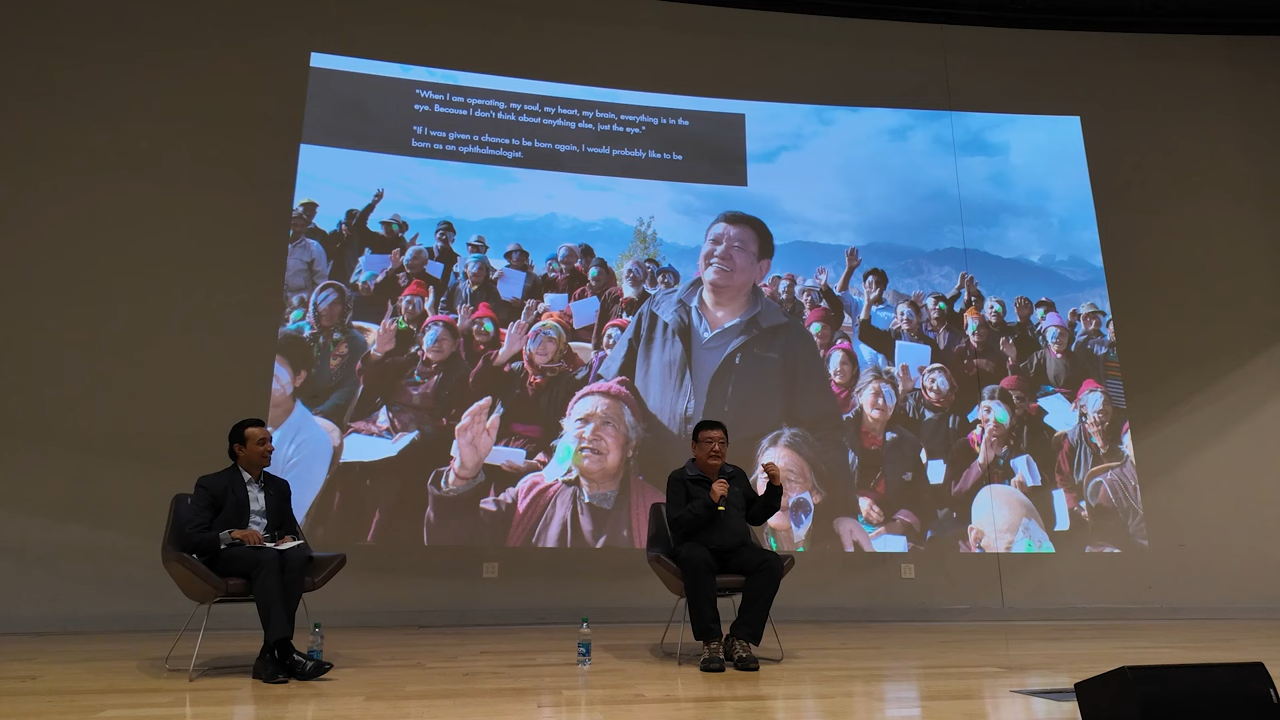 "When I am operating, my soul, my heart, my brain, everything is in the
eye. Because I don't think about anything else, just the eye."
"If I was given a chance to be born again, I would probably like to be
born as an ophthalmologist.